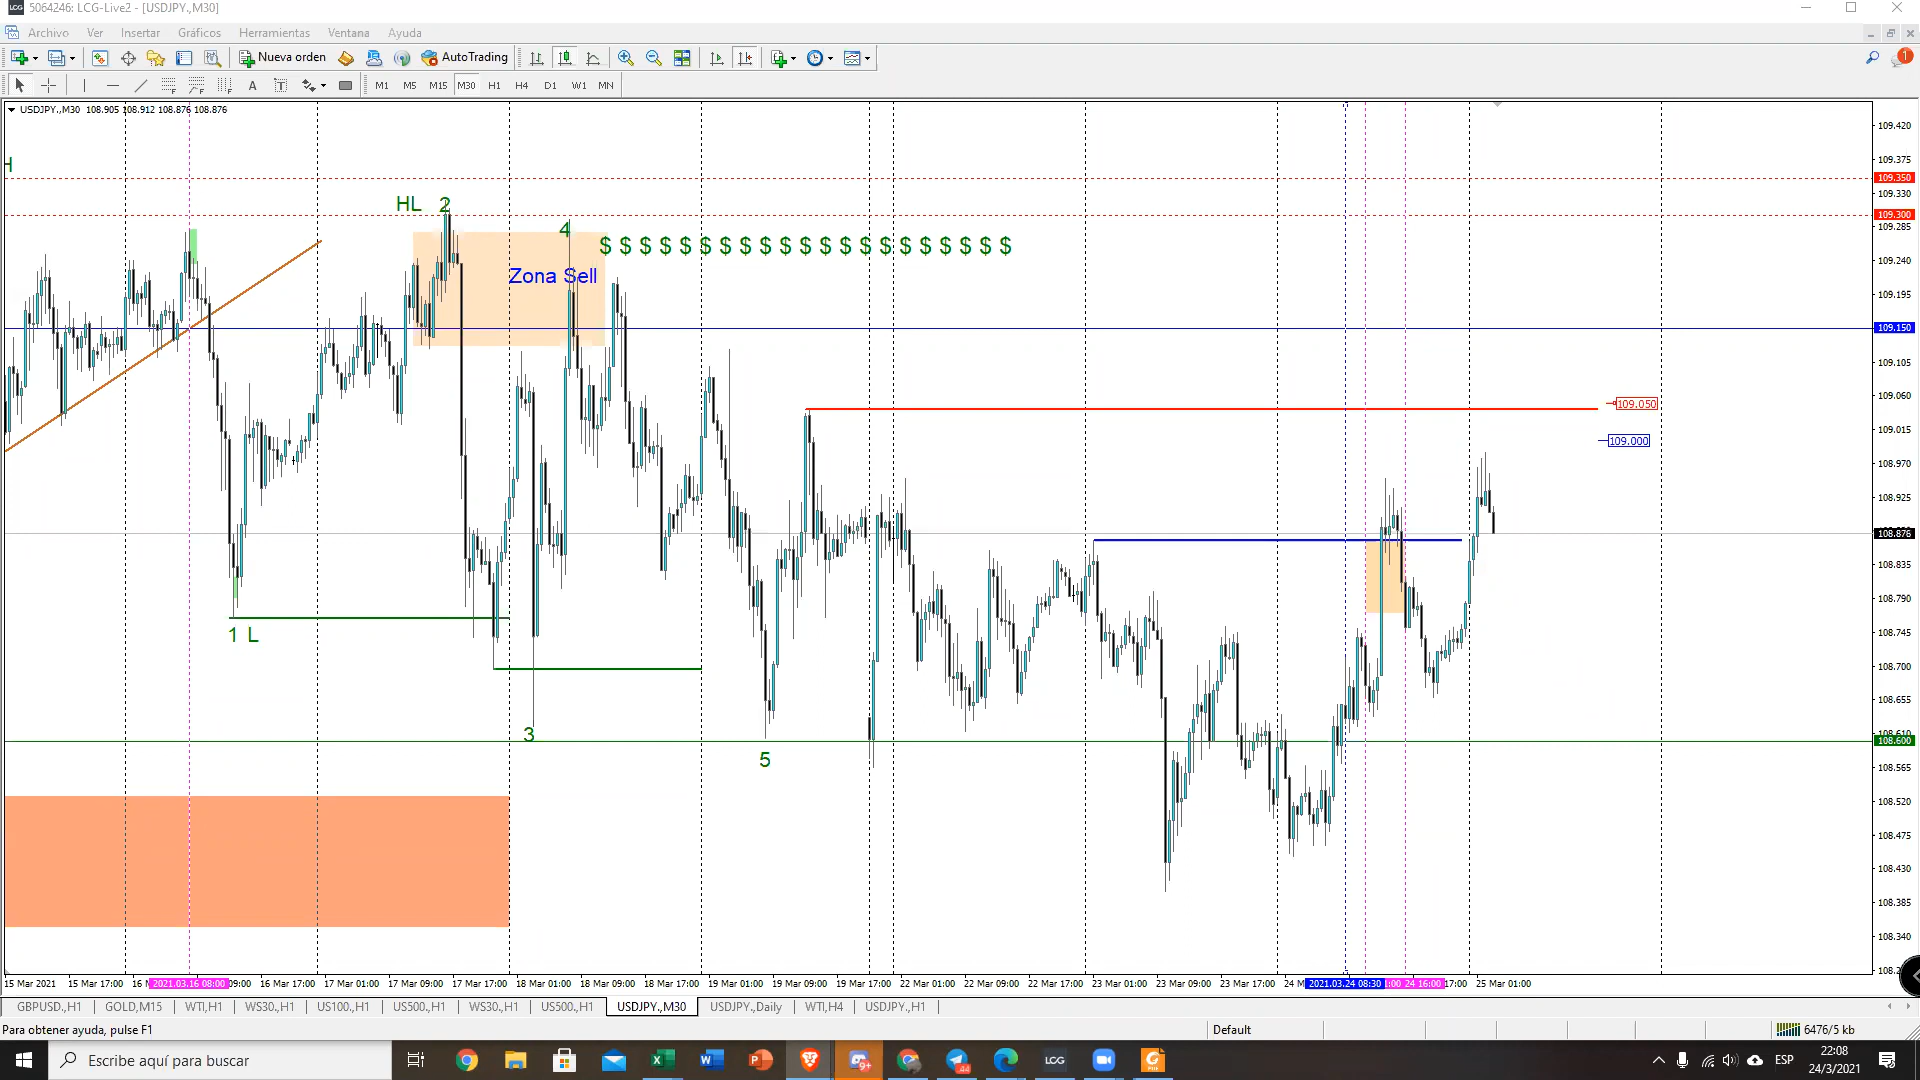 5064246: LCG-Live2 - [USDJPY.,M30]
Archivo Ver Insertar Gráficos Herramientas Ventana Ayuda
Nueva orden AutoTrading 1
A T M1 M5 M15 M30 H1 H4 D1 W1 MN
USDJPY.,M30 108.905 108.912 108.876 108.876
109.420
109.375
H
109.350
109.330
HL 2
109.300
4
109.285
$ $ $ $ $ $ $ $ $ $ $ $ $ $ $ $ $ $ $ $ $
109.240
Zona Sell
109.195
109.150
109.105
109.060
109.050
109.015
109.000
108.970
108.925
108.876
108.835
108.790
1 L
108.745
108.700
108.655
3
108.600
5
108.565
108.520
108.475
108.430
108.385
108.340
15 Mar 2021 15 Mar 17:00 2021.03.16 08:00 09:00 16 Mar 17:00 17 Mar 01:00 17 Mar 09:00 17 Mar 17:00 18 Mar 01:00 18 Mar 09:00 18 Mar 17:00 19 Mar 01:00 19 Mar 09:00 19 Mar 17:00 22 Mar 01:00 22 Mar 09:00 22 Mar 17:00 23 Mar 01:00 23 Mar 09:00 23 Mar 17:00 24 M 2021.03.24 08:30 1:00 24 16:00 17:00 25 Mar 01:00
GBPUSD.,H1 GOLD,M15 WTI,H1 WS30.,H1 US100.,H1 US500.,H1 WS30.,H1 US500.,H1 USDJPY.,M30 USDJPY.,Daily WTI,H4 USDJPY.,H1
Para obtener ayuda, pulse F1 Default 6476/5 kb
Escribe aquí para buscar LCG ESP 22:08
24/3/2021